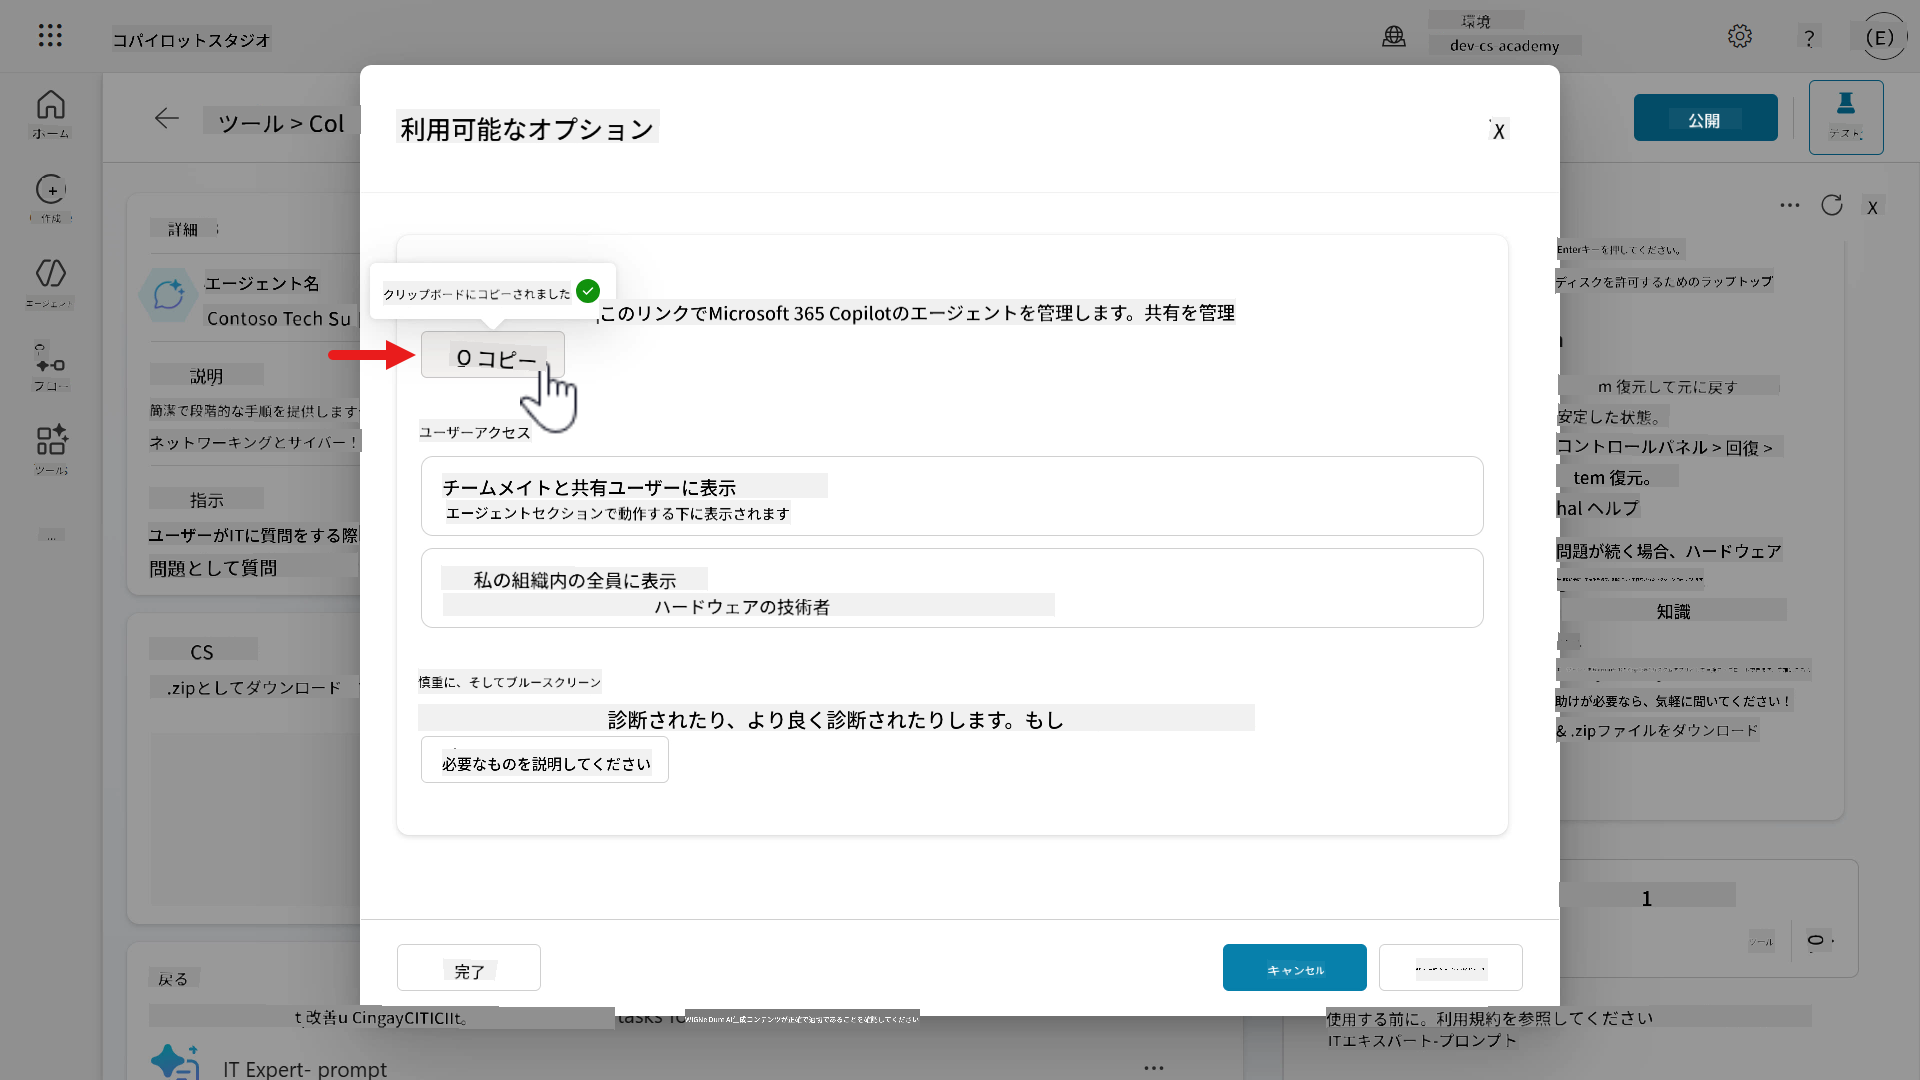 コパイロットスタジオ
環境
dev-cs-academy
?
(E)
ホーム
作成
エージェント
フロー
ツール
...
ツール > Col
公開
テスト
詳細
エージェント名
Contoso Tech Su
説明
簡潔で段階的な手順を提供します
ネットワーキングとサイバー!
指示
ユーザーがITに質問をする際
問題として質問
CS
.zipとしてダウンロード
戻る
t 改善u CingayCITICIIt。
IT Expert- prompt
利用可能なオプション
X
クリップボードにコピーされました
このリンクでMicrosoft 365 Copilotのエージェントを管理します。共有を管理
O コピー
ユーザーアクセス
チームメイトと共有ユーザーに表示
エージェントセクションで動作する下に表示されます
私の組織内の全員に表示
ハードウェアの技術者
慎重に、そしてブルースクリーン
診断されたり、より良く診断されたりします。もし
必要なものを説明してください
完了
キャンセル
X
Enterキーを押してください。
ディスクを許可するためのラップトップ
m 復元して元に戻す
安定した状態。
コントロールパネル > 回復 >
tem 復元。
hal ヘルプ
問題が続く場合、ハードウェア
知識
助けが必要なら、気軽に聞いてください!
& .zipファイルをダウンロード
1
ツール
0
使用する前に。利用規約を参照してください
ITエキスパート-プロンプト